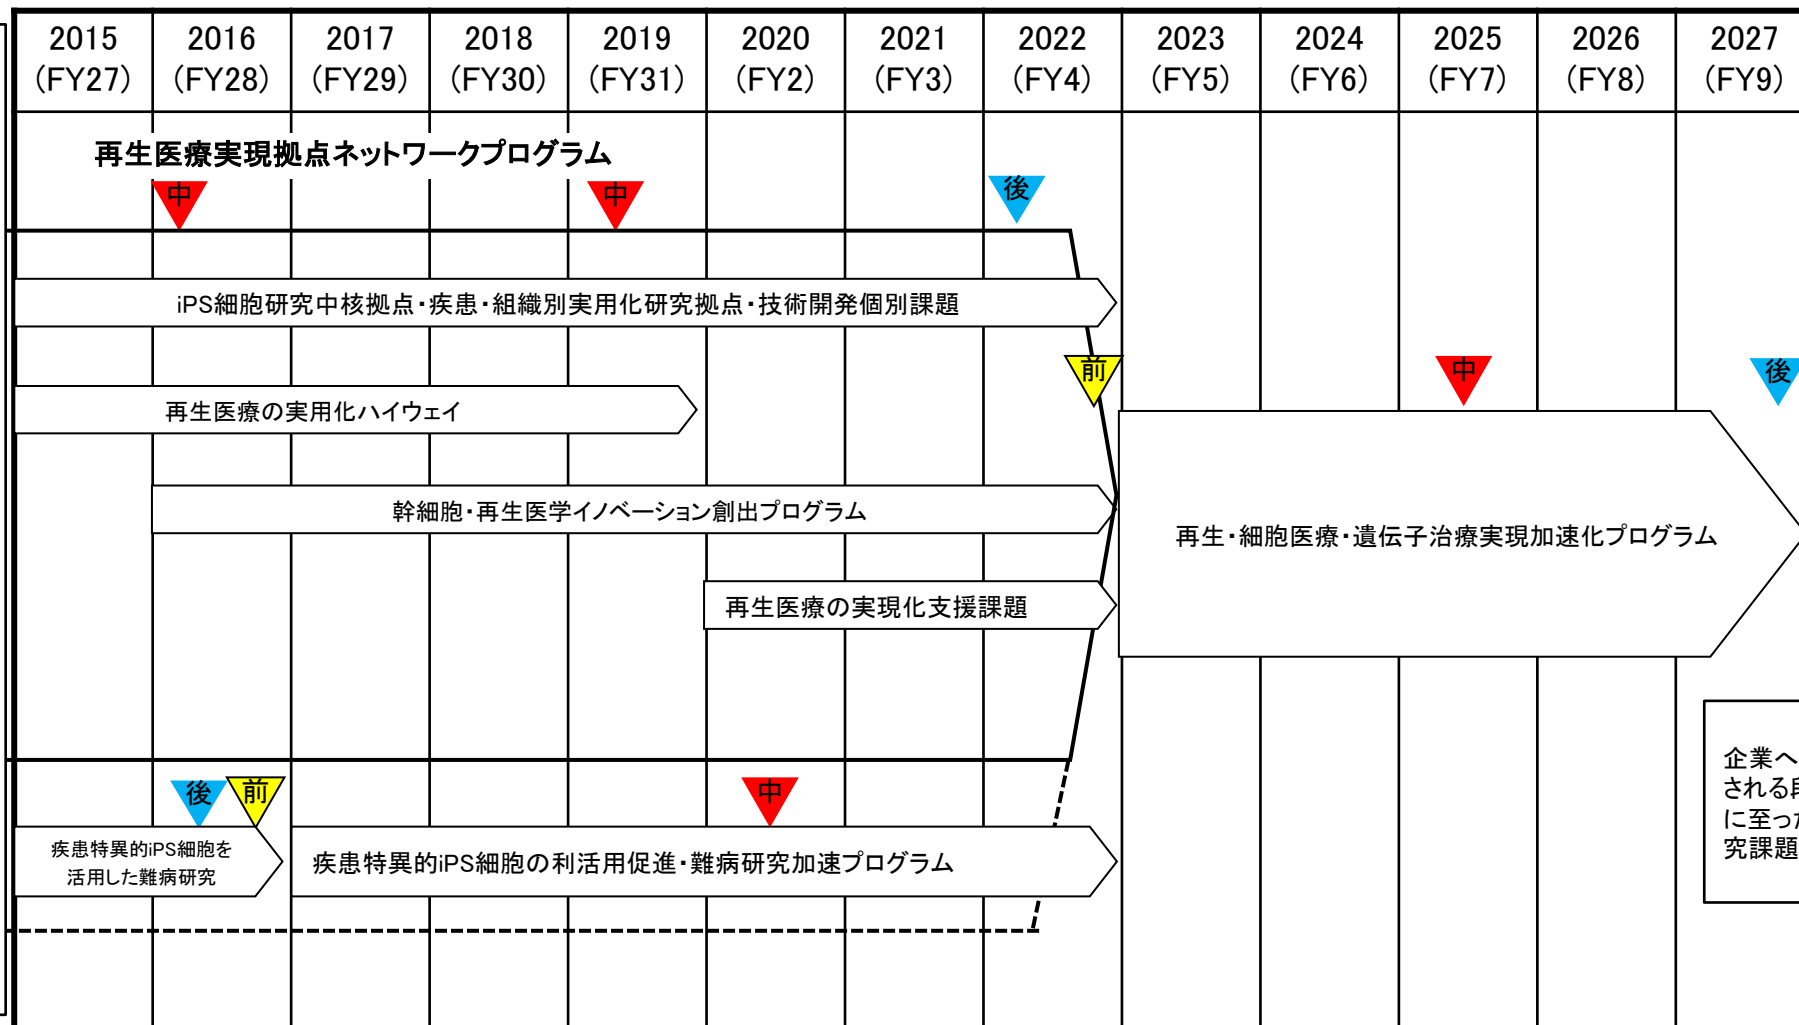 2015 2016 2017 2018 2019 2020 2021 2022 2023 2024 2025 2026 2027
(FY27) (FY28) (FY29) (FY30) (FY31) (FY2) (FY3) (FY4) (FY5) (FY6) (FY7) (FY8) (FY9)
再生医療実現拠点ネットワークプログラム
中 中 後
iPS細胞研究中核拠点・疾患・組織別実用化研究拠点・技術開発個別課題
前 中 後
再生医療の実用化ハイウェイ
幹細胞・再生医学イノベーション創出プログラム
再生・細胞医療・遺伝子治療実現加速化プログラム
再生医療の実現化支援課題
後 前 中
疾患特異的iPS細胞を
活用した難病研究
疾患特異的iPS細胞の利活用促進・難病研究加速プログラム
企業へ
される
に至っ
究課題